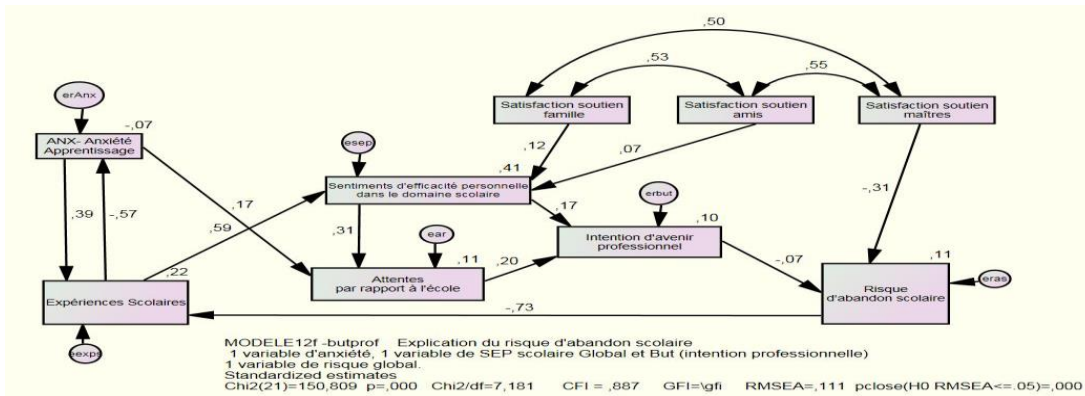 ,50
,53
,55
erAnx
Satisfaction soutien
famille
Satisfaction soutien
amis
Satisfaction soutien
maîtres
-,07
ANX- Anxiété
Apprentissage
esep
,12
,07
,41
Sentiments d'efficacité personnelle
dans le domaine scolaire
-,31
,17
erbut
,39
-,57
,59
,31
ear
,17
,10
Intention d'avenir
professionnel
,22
,11
,20
-,07
,11
Expériences Scolaires
Attentes
par rapport à l'école
Risque
d'abandon scolaire
eras
-,73
eexps
MODELE12f -butprof Explication du risque d'abandon scolaire
1 variable d'anxiété, 1 variable de SEP scolaire Global et But (intention professionnelle)
1 variable de risque global.
Standardized estimates
Chi2(21)=150,809 p=,000 Chi2/df=7,181 CFI = ,887 GFI=\gfi RMSEA=,111 pclose(H0 RMSEA<=.05)=,000